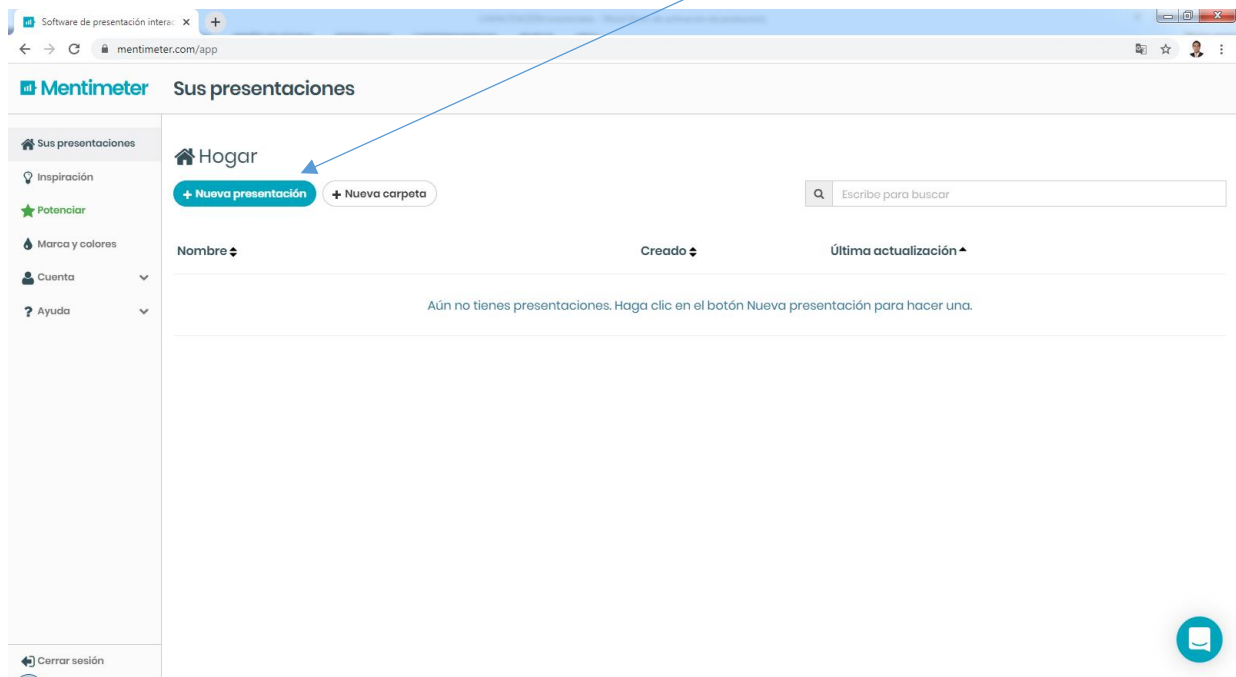 Software de presentación interac
mentimeter.com/app
Mentimeter
Sus presentaciones
Sus presentaciones
Inspiración
Potenciar
Marca y colores
Cuenta
? Ayuda
Cerrar sesión
Hogar
+ Nueva presentación
+ Nueva carpeta
Escribe para buscar
Nombre
Creado
Última actualización
Aún no tienes presentaciones. Haga clic en el botón Nueva presentación para hacer una.